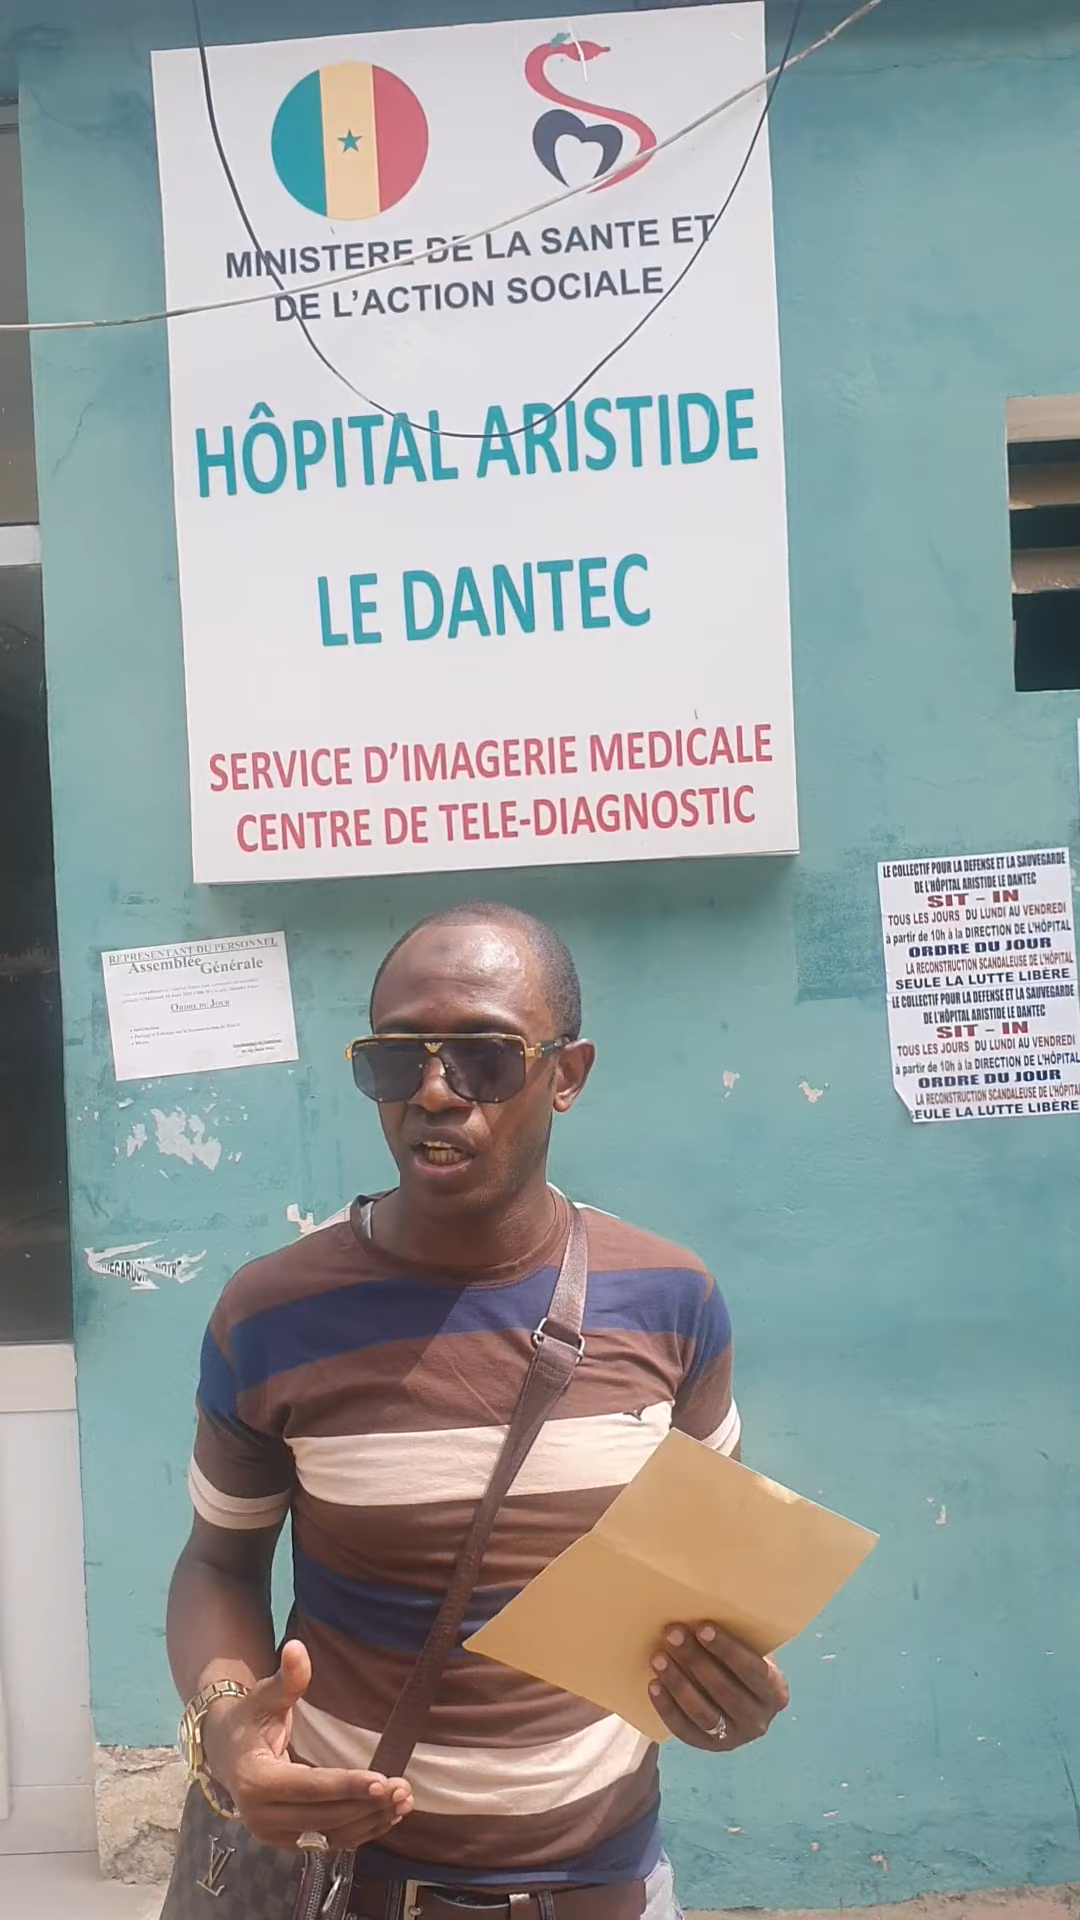 MINISTERE DE LA SANTE ET
DE L'ACTION SOCIALE
HÔPITAL ARISTIDE
LE DANTEC
SERVICE D'IMAGERIE MEDICALE
CENTRE DE TELE-DIAGNOSTIC
REPRESENTANT DU PERSONNEL
Assemblée Générale
ORDRE DU JOUR
LE COLLECTIF POUR LA DEFENSE ET LA SAUVEGARDE
DE L'HÔPITAL ARISTIDE LE DANTEC
SIT - IN
TOUS LES JOURS DU LUNDI AU VENDREDI
à partir de 10h à la DIRECTION DE L'HÔPITAL
ORDRE DU JOUR
LA RECONSTRUCTION SCANDALEUSE DE L'HÔPITAL
SEULE LA LUTTE LIBÈRE
LE COLLECTIF POUR LA DEFENSE ET LA SAUVEGARDE
DE L'HÔPITAL ARISTIDE LE DANTEC
SIT - IN
TOUS LES JOURS DU LUNDI AU VENDREDI
à partir de 10h à la DIRECTION DE L'HÔPITAL
ORDRE DU JOUR
LA RECONSTRUCTION SCANDALEUSE DE L'HÔPITA
EULE LA LUTTE LIBÈRE
LV